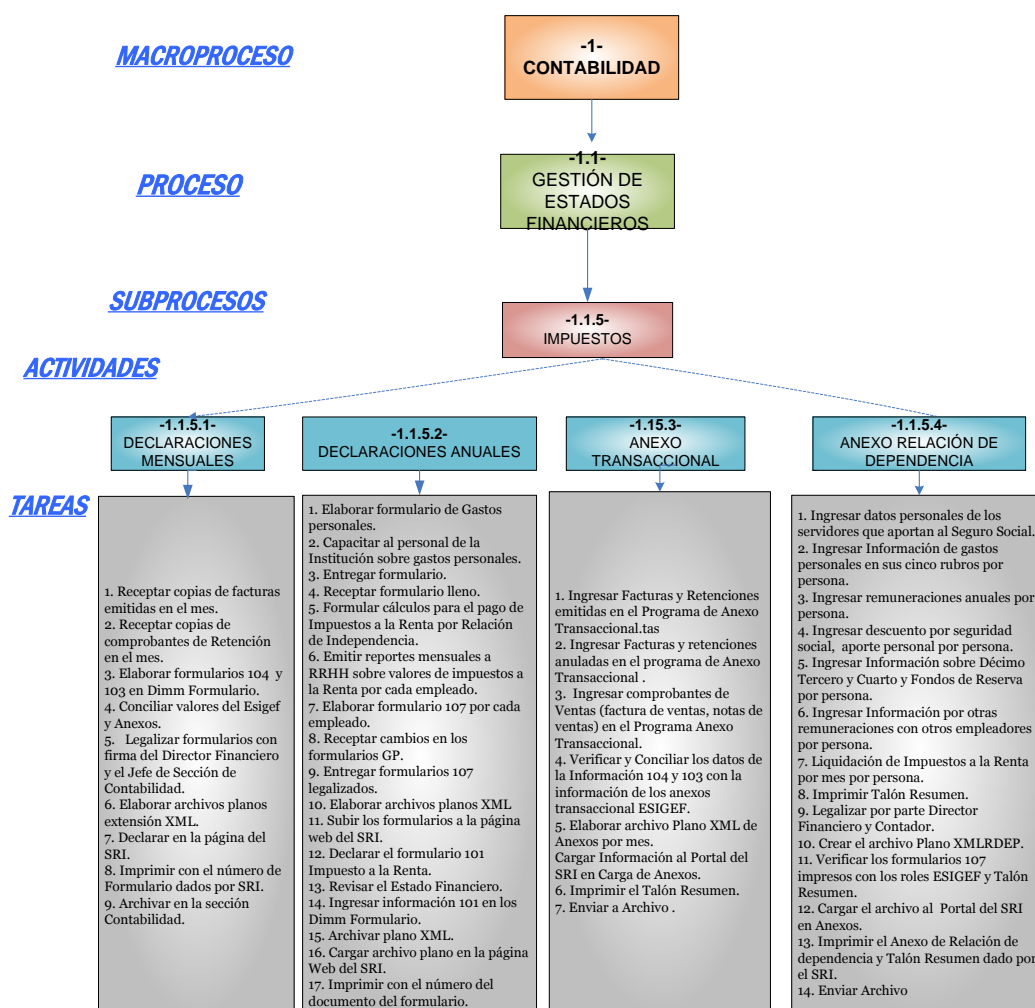 MACROPROCESO
-1-
CONTABILIDAD
PROCESO
-1.1-
GESTIÓN DE
ESTADOS
FINANCIEROS
SUBPROCESOS
-1.1.5-
IMPUESTOS
ACTIVIDADES
-1.1.5.1-
DECLARACIONES
MENSUALES
-1.1.5.2-
DECLARACIONES ANUALES
-1.15.3-
ANEXO
TRANSACCIONAL
-1.1.5.4-
ANEXO RELACIÓN DE
DEPENDENCIA
TAREAS
1. Receptar copias de facturas
emitidas en el mes.
2. Receptar copias de
comprobantes de Retención
en el mes.
3. Elaborar formularios 104 y
103 en Dimm Formulario.
4. Conciliar valores del Esigef
y Anexos.
5. Legalizar formularios con
firma del Director Financiero
y el Jefe de Sección de
Contabilidad.
6. Elaborar archivos planos
extensión XML.
7. Declarar en la página del
SRI.
8. Imprimir con el número de
Formulario dados por SRI.
9. Archivar en la sección
Contabilidad.
1. Elaborar formulario de Gastos
personales.
2. Capacitar al personal de la
Institución sobre gastos personales.
3. Entregar formulario.
4. Receptar formulario lleno.
5. Formular cálculos para el pago de
Impuestos a la Renta por Relación
de Independencia.
6. Emitir reportes mensuales a
RRHH sobre valores de impuestos a
la Renta por cada empleado.
7. Elaborar formulario 107 por cada
empleado.
8. Receptar cambios en los
formularios GP.
9. Entregar formularios 107
legalizados.
10. Elaborar archivos planos XML
11. Subir los formularios a la página
web del SRI.
12. Declarar el formulario 101
Impuesto a la Renta.
13. Revisar el Estado Financiero.
14. Ingresar información 101 en los
Dimm Formulario.
15. Archivar plano XML.
16. Cargar archivo plano en la página
Web del SRI.
17. Imprimir con el número del
documento del formulario.
1. Ingresar Facturas y Retenciones
emitidas en el Programa de Anexo
Transaccional.tas
2. Ingresar Facturas y retenciones
anuladas en el programa de Anexo
Transaccional .
3. Ingresar comprobantes de
Ventas (factura de ventas, notas de
ventas) en el Programa Anexo
Transaccional.
4. Verificar y Conciliar los datos de
la Información 104 y 103 con la
información de los anexos
transaccional ESIGEF.
5. Elaborar archivo Plano XML de
Anexos por mes.
Cargar Información al Portal del
SRI en Carga de Anexos.
6. Imprimir el Talón Resumen.
7. Enviar a Archivo .
1. Ingresar datos personales de los
servidores que aportan al Seguro Social.
2. Ingresar Información de gastos
personales en sus cinco rubros por
persona.
3. Ingresar remuneraciones anuales por
persona.
4. Ingresar descuento por seguridad
social, aporte personal por persona.
5. Ingresar Información sobre Décimo
Tercero y Cuarto y Fondos de Reserva
por persona.
6. Ingresar Información por otras
remuneraciones con otros empleadores
por persona.
7. Liquidación de Impuestos a la Renta
por mes por persona.
8. Imprimir Talón Resumen.
9. Legalizar por parte Director
Financiero y Contador.
10. Crear el archivo Plano XMLRDEP.
11. Verificar los formularios 107
impresos con los roles ESIGEF y Talón
Resumen.
12. Cargar el archivo al Portal del SRI
en Anexos.
13. Imprimir el Anexo de Relación de
dependencia y Talón Resumen dado por
el SRI.
14. Enviar Archivo